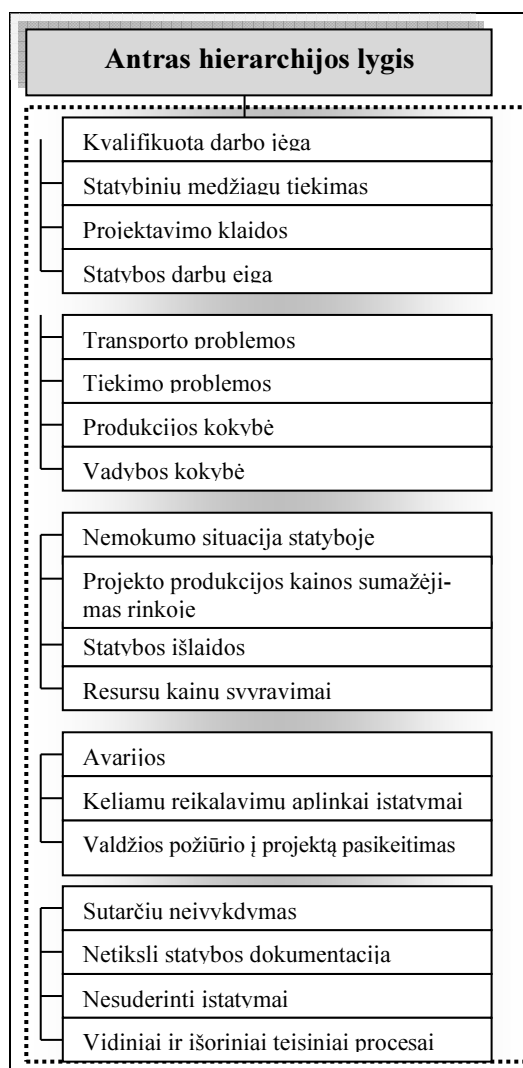 Antras hierarchijos lygis
Kvalifikuota darbo jėga
Statybinių medžiagų tiekimas
Projektavimo klaidos
Statybos darbų eiga
Transporto problemos
Tiekimo problemos
Produkcijos kokybė
Vadybos kokybė
Nemokumo situacija statyboje
Projekto produkcijos kainos sumažėji-
mas rinkoje
Statybos išlaidos
Resursų kainų svyravimai
Avarijos
Keliamų reikalavimų aplinkai įstatymai
Valdžios požiūrio į projektą pasikeitimas
Sutarčių neįvykdymas
Netiksli statybos dokumentacija
Nesuderinti įstatymai
Vidiniai ir išoriniai teisiniai procesai